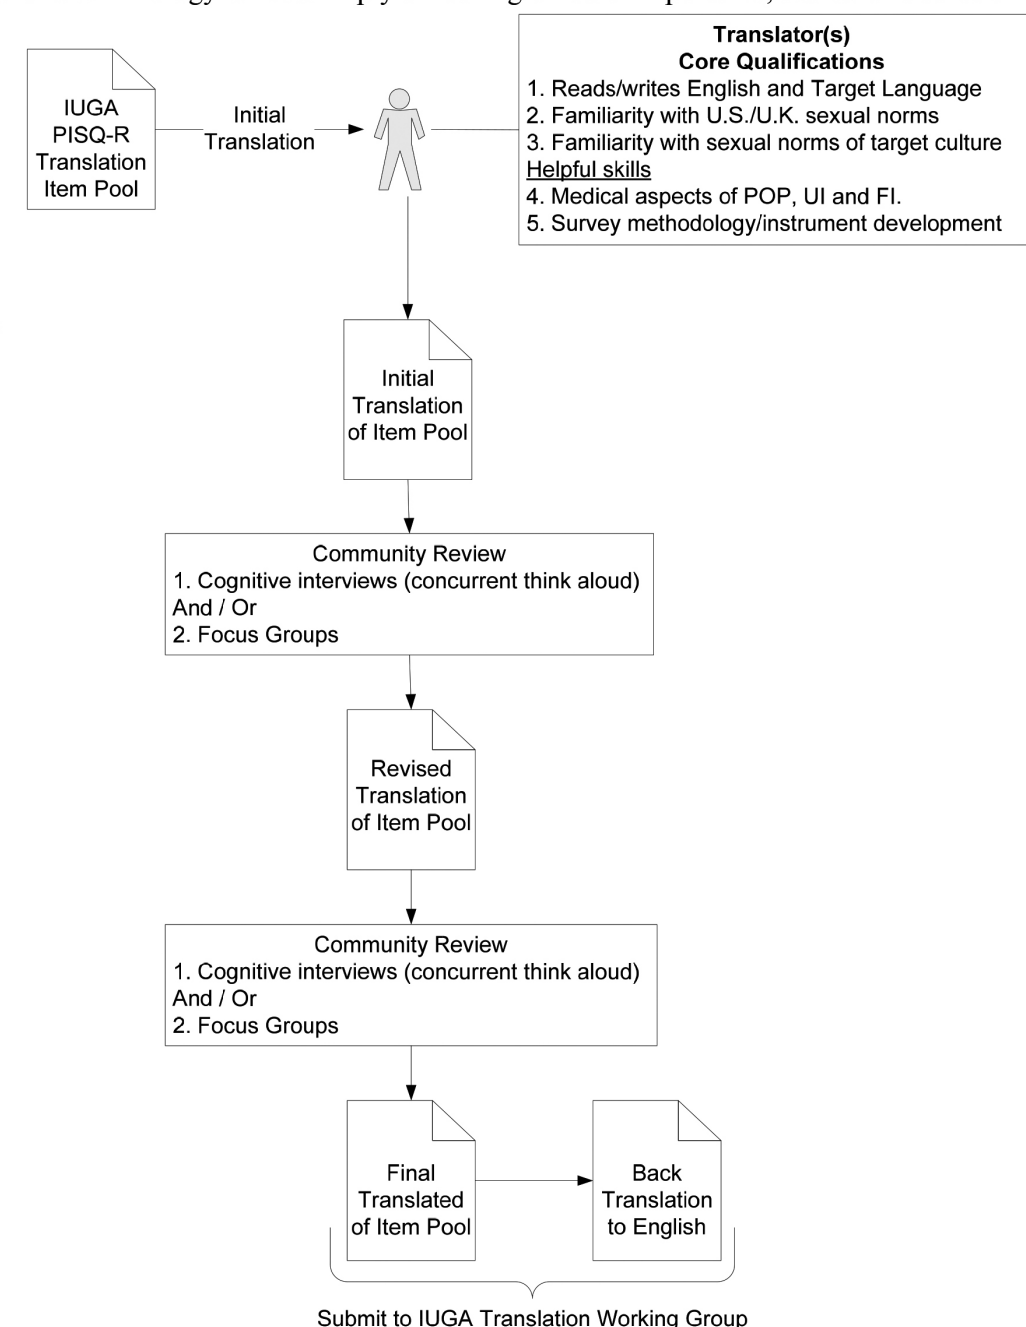 IUGA
PISQ-R
Translation
Item Pool
Initial
Translation
Translator(s)
Core Qualifications
1. Reads/writes English and Target Language
2. Familiarity with U.S./U.K. sexual norms
3. Familiarity with sexual norms of target culture
Helpful skills
4. Medical aspects of POP, UI and FI.
5. Survey methodology/instrument development
Initial
Translation
of Item Pool
Community Review
1. Cognitive interviews (concurrent think aloud)
And / Or
2. Focus Groups
Revised
Translation
of Item Pool
Community Review
1. Cognitive interviews (concurrent think aloud)
And / Or
2. Focus Groups
Final
Translated
of Item Pool
Back
Translation
to English
Submit to IUGA Translation Working Group